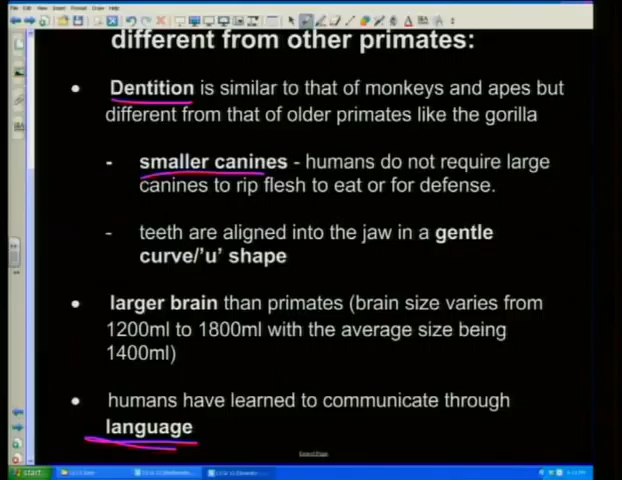 different from other primates:
• Dentition is similar to that of monkeys and apes but
different from that of older primates like the gorilla
- smaller canines - humans do not require large
canines to rip flesh to eat or for defense.
- teeth are aligned into the jaw in a gentle
curve/'u' shape
• larger brain than primates (brain size varies from
1200ml to 1800ml with the average size being
1400ml)
• humans have learned to communicate through
language
start